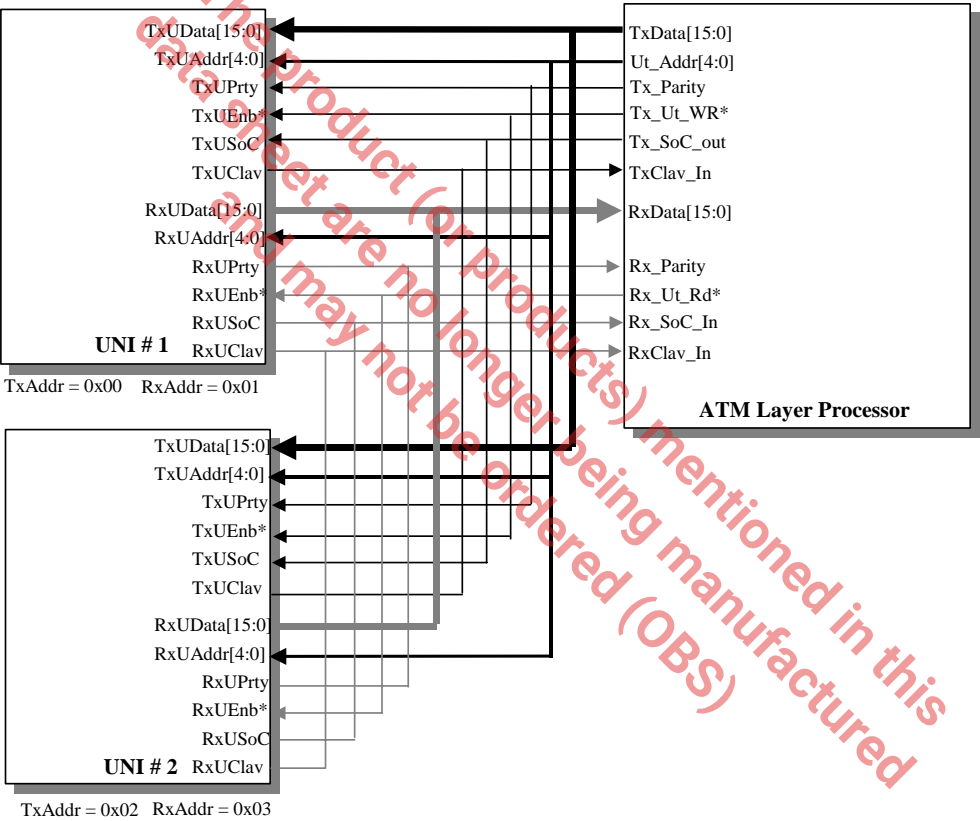 TxUData[15:0]
TxUAddr[4:0]
TxUPrty
TxUEnb*
TxUSoC
TxUClav
RxUData[15:0]
RxUAddr[4:0]
RxUPrty
RxUEnb*
RxUSoC
UNI # 1 RxUClav
TxAddr = 0x00 RxAddr = 0x01
TxData[15:0]
Ut_Addr[4:0]
Tx_Parity
Tx_Ut_WR*
Tx_SoC_out
TxClav_In
RxData[15:0]
Rx_Parity
Rx_Ut_Rd*
Rx_SoC_In
RxClav_In
ATM Layer Processor
TxUData[15:0]
TxUAddr[4:0]
TxUPrty
TxUEnb*
TxUSoC
TxUClav
RxUData[15:0]
RxUAddr[4:0]
RxUPrty
RxUEnb*
RxUSoC
UNI # 2 RxUClav
TxAddr = 0x02 RxAddr = 0x03
The product (or products) mentioned in this
data sheet are no longer being manufactured
and may not be ordered (OBS)